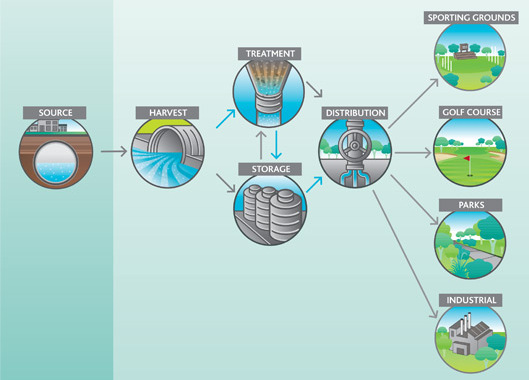 SPORTING GROUNDS
TREATMENT
SOURCE
HARVEST
DISTRIBUTION
GOLF COURSE
STORAGE
PARKS
INDUSTRIAL